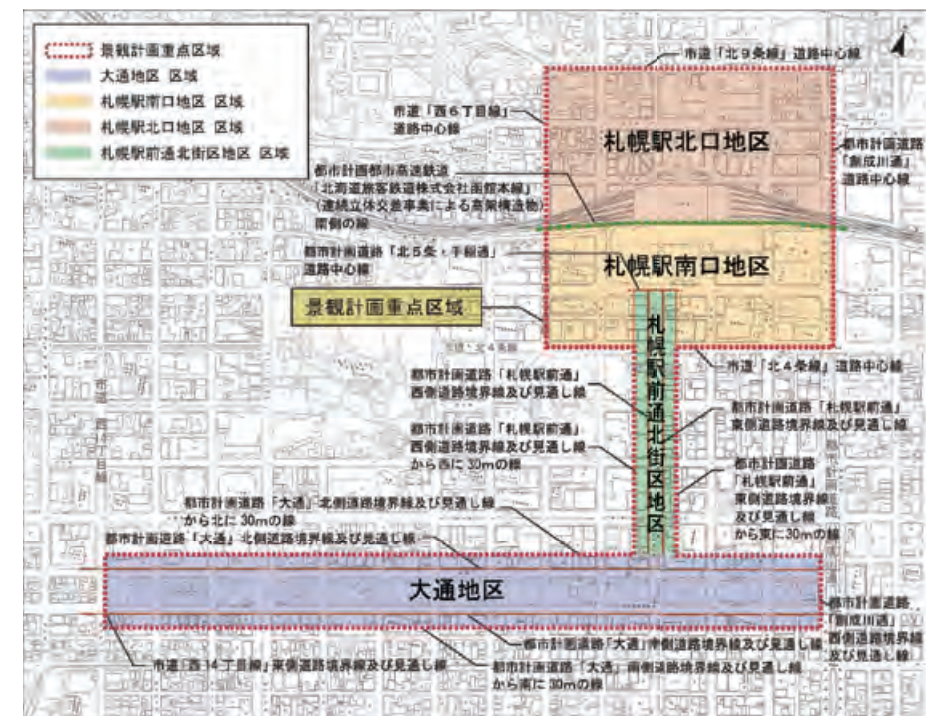 景観計画重点区域
大通地区 区域
札幌駅南口地区 区域
札幌駅北口地区 区域
札幌駅前通北街区地区 区域
市道「北9条線」道路中心線
市道「西6丁目線」
道路中心線
札幌駅北口地区
都市計画道路
「創成川通」
道路中心線
都市計画都市高速鉄道
「北海道旅客鉄道株式会社函館本線」
(連続立体交差事業による高架構造物)
南側の線
都市計画道路「北5条・手稲通」
道路中心線
札幌駅南口地区
景観計画重点区域
市道・北4条線
市道「北4条線」道路中心線
札幌駅前通北街区地区
都市計画道路「札幌駅前通」
西側道路境界線及び見通し線
都市計画道路「札幌駅前通」
東側道路境界線及び見通し線
都市計画道路「札幌駅前通」
西側道路境界線及び見通し線
から西に30mの線
都市計画道路
「札幌駅前通」
東側道路境界線
及び見通し線
から東に30mの線
市道
西14丁目線
都市計画道路「大通」北側道路境界線及び見通し線
から北に30mの線
都市計画道路「大通」北側道路境界線及び見通し線
大通地区
都市計画道路
「創成川通」
西側道路境界線
及び見通し線
都市計画道路「大通」南側道路境界線及び見通し線
市道「西14丁目線」東側道路境界線及び見通し線
都市計画道路「大通」南側道路境界線及び見通し線
から南に30mの線